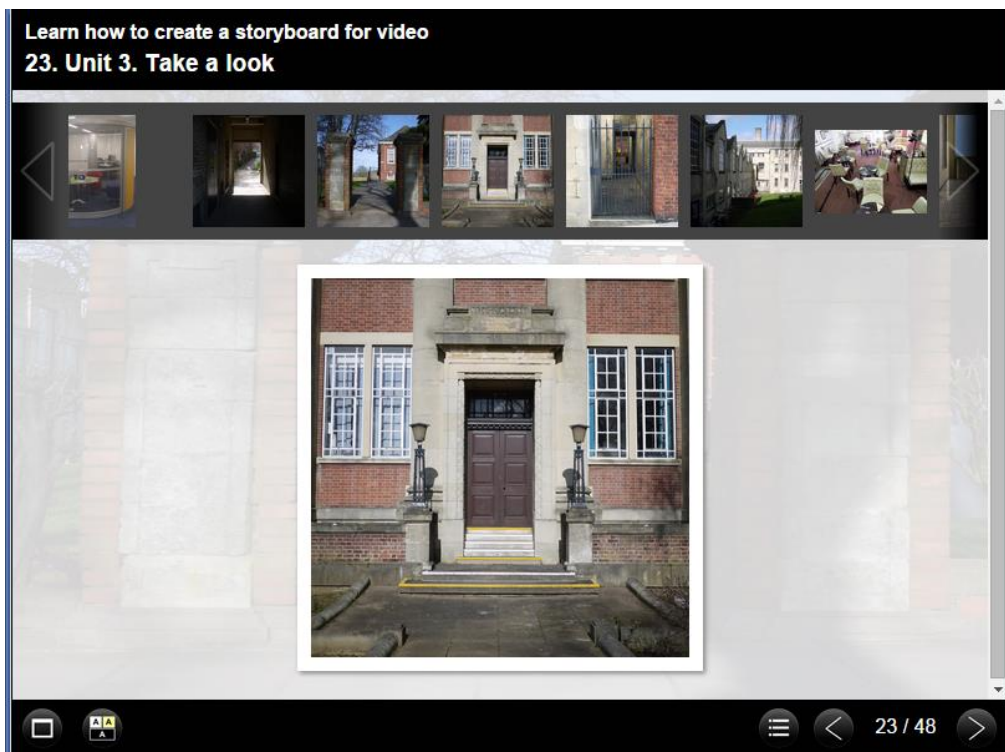 Learn how to create a storyboard for video
23. Unit 3. Take a look
A A
A
23 / 48